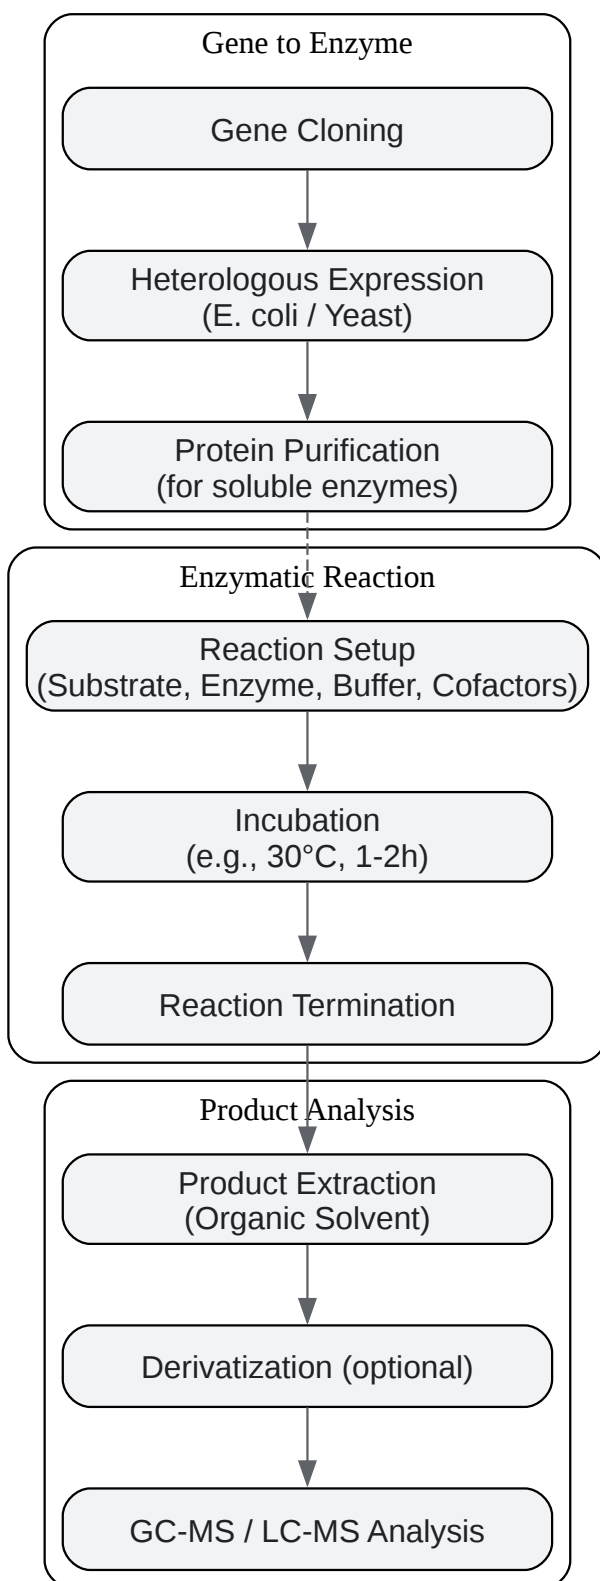 Gene to Enzyme
Gene Cloning
Heterologous Expression
(E. coli / Yeast)
Protein Purification
(for soluble enzymes)
Enzymatic Reaction
Reaction Setup
(Substrate, Enzyme, Buffer, Cofactors)
Incubation
(e.g., 30°C, 1-2h)
Reaction Termination
Product Analysis
Product Extraction
(Organic Solvent)
Derivatization (optional)
GC-MS / LC-MS Analysis